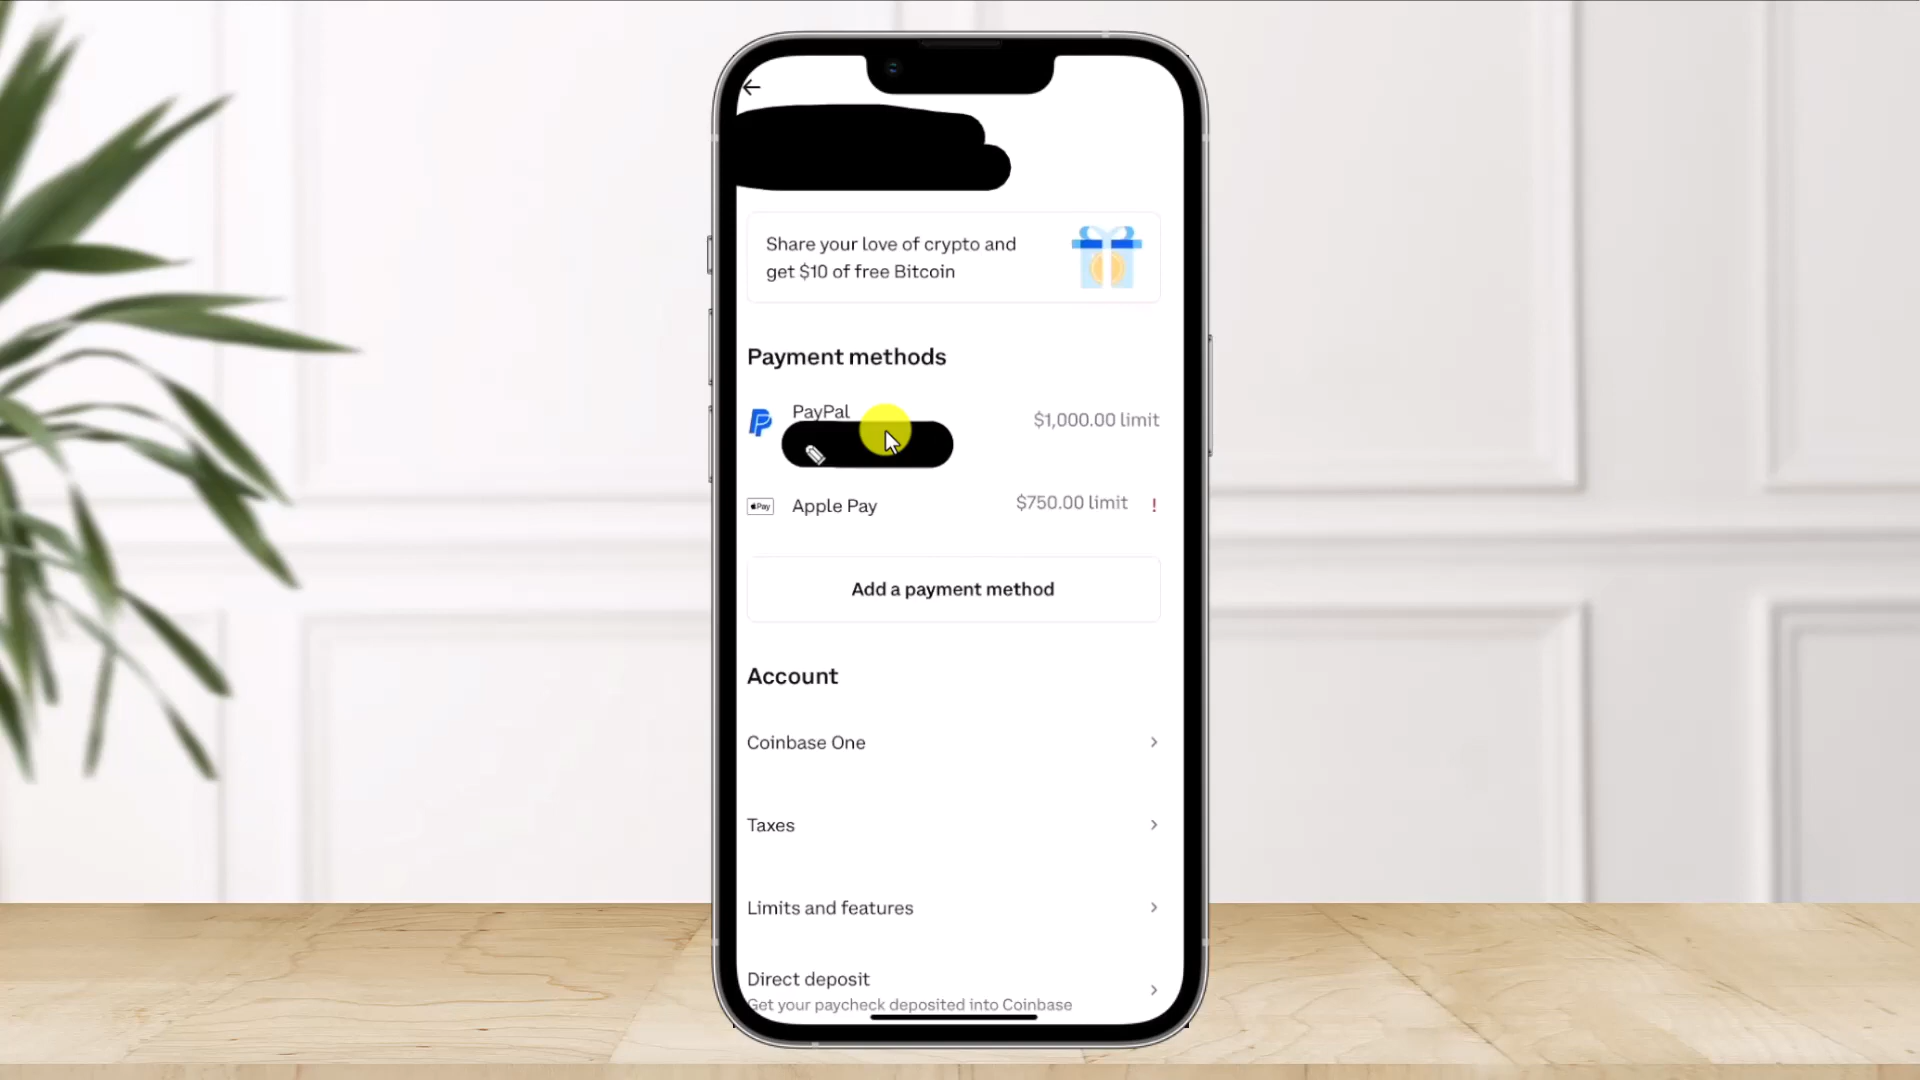 Share your love of crypto and
get $10 of free Bitcoin
Payment methods
PayPal
$1,000.00 limit
Pay
Apple Pay
$750.00 limit !
Add a payment method
Account
Coinbase One
Taxes
Limits and features
Direct deposit
Get your paycheck deposited into Coinbase